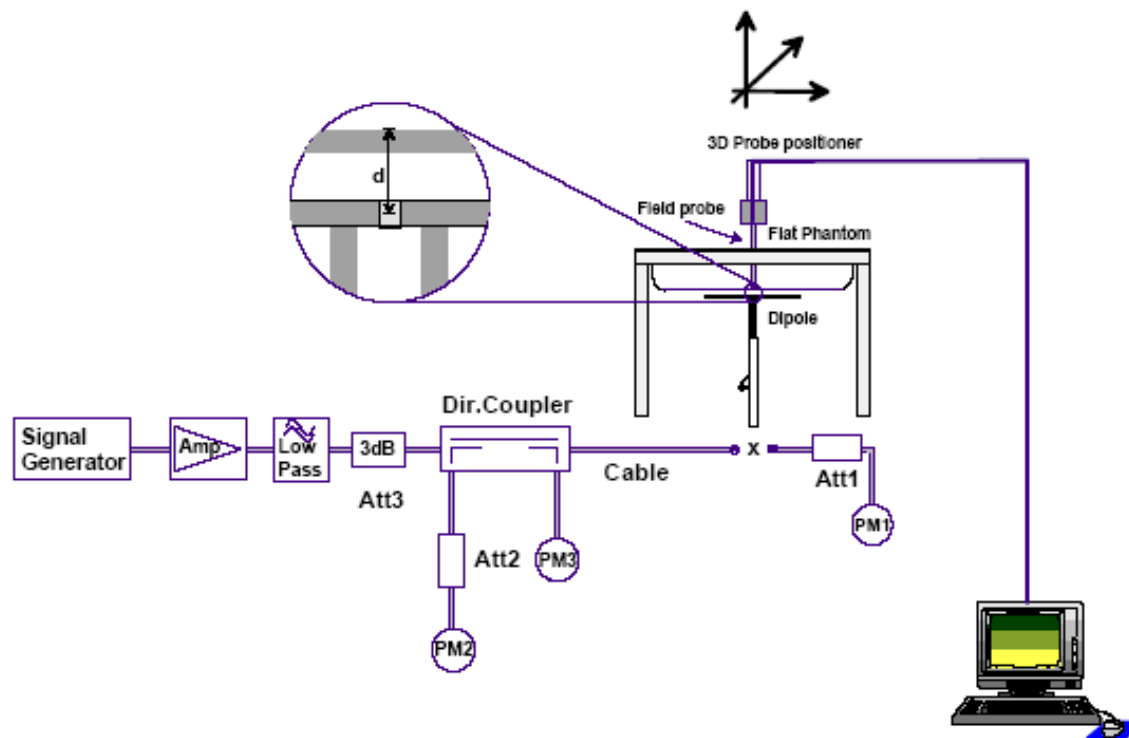 3D Probe positioner
d
Field probe
Flat Phantom
Dipole
Dir.Coupler
Signal
Generator
Amp
Low
Pass
3dB
x
Cable
Att1
Att3
PM1
Att2
PM3
PM2